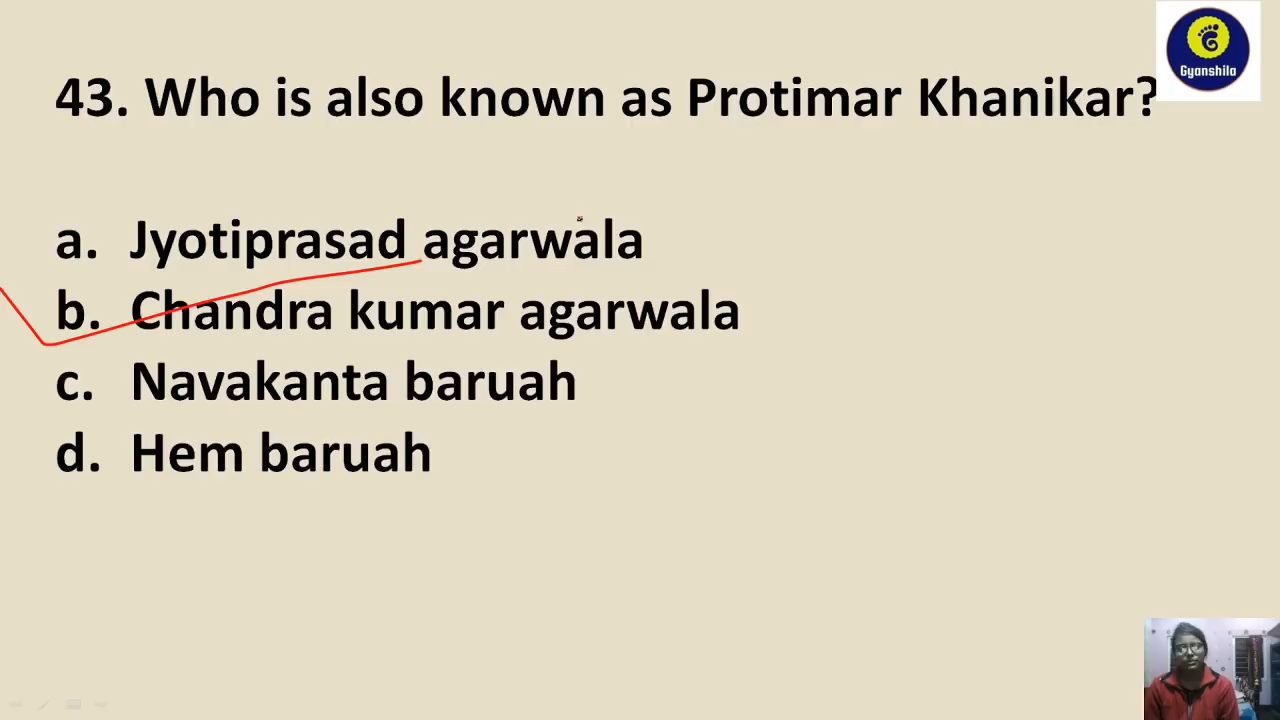 43. Who is also known as Protimar Khanikar?
Gyanshila
a. Jyotiprasad agarwala
b. Chandra kumar agarwala
c. Navakanta baruah
d. Hem baruah